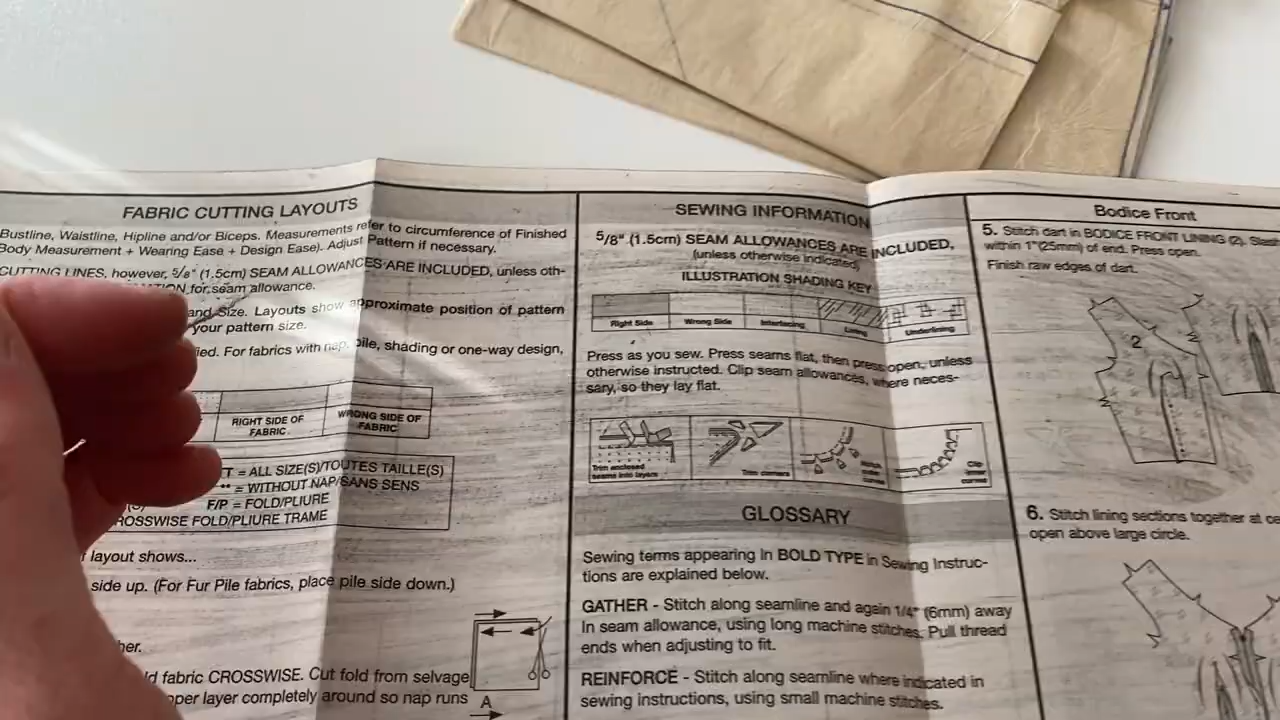 FABRIC CUTTING LAYOUTS
Bustline, Waistline, Hipline and/or Biceps. Measurements refer to circumference of Finished
Body Measurement + Wearing Ease + Design Ease). Adjust Pattern if necessary.
CUTTING LINES, however, 5/8" (1.5cm) SEAM ALLOWANCES ARE INCLUDED, unless oth-
for seam allowance.
and Size. Layouts show approximate position of pattern
your pattern size.
For fabrics with nap, pile, shading or one-way design,
RIGHT SIDE OF
FABRIC
WRONG SIDE OF
FABRIC
= ALL SIZE(S)/TOUTES TAILLE(S)
= WITHOUT NAP/SANS SENS
F/P = FOLD/PLIURE
FOLD/PLIURE TRAME
layout shows...
side up. (For Fur Pile fabrics, place pile side down.)
fabric CROSSWISE. Cut fold from selvage
layer completely around so nap runs
A
SEWING INFORMATION
5/8" (1.5cm) SEAM ALLOWANCES ARE INCLUDED,
(unless otherwise indicated)
ILLUSTRATION SHADING KEY
Right Side
Wrong Side
Interfacing
Lining
Underlining
Press as you sew. Press seams flat, then press open, unless
otherwise instructed. Clip seam allowances, where neces-
sary, so they lay flat.
Trim enclosed
seams into layers
Trim corners
Clip
inner
curves
GLOSSARY
Sewing terms appearing in BOLD TYPE in Sewing Instruc-
tions are explained below.
GATHER - Stitch along seamline and again 1/4" (6mm) away
in seam allowance, using long machine stitches. Pull thread
ends when adjusting to fit.
REINFORCE - Stitch along seamline where indicated in
sewing instructions, using small machine stitches.
Bodice Front
5. Stitch dart in BODICE FRONT LINING (2).
within 1"(25mm) of end. Press open.
Finish raw edges of dart.
2
6. Stitch lining sections together at
open above large circle.